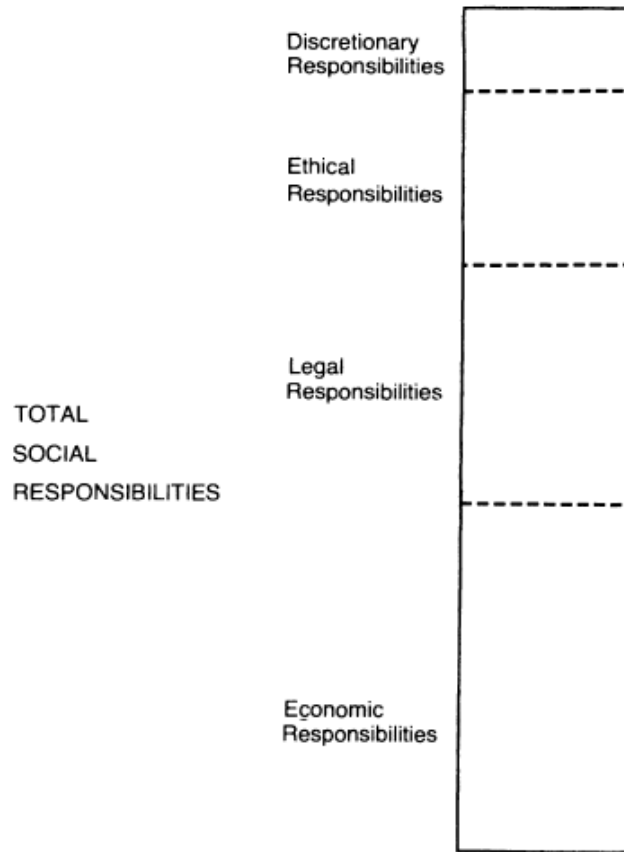 Discretionary
Responsibilities
Ethical
Responsibilities
Legal
Responsibilities
TOTAL
SOCIAL
RESPONSIBILITIES
Economic
Responsibilities